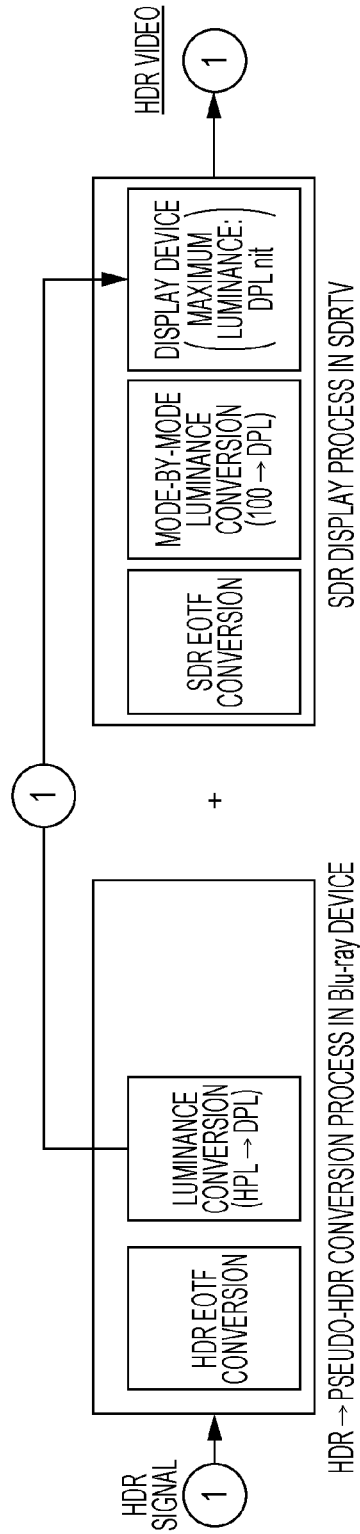 HDR
SIGNAL
1
HDR EOTF
CONVERSION
LUMINANCE
CONVERSION
(HPL → DPL)
HDR → PSEUDO-HDR CONVERSION PROCESS IN Blu-ray DEVICE
1
+
SDR EOTF
CONVERSION
MODE-BY-MODE
LUMINANCE
CONVERSION
(100 → DPL)
DISPLAY DEVICE
(MAXIMUM
LUMINANCE:
DPL nit)
SDR DISPLAY PROCESS IN SDRTV
HDR VIDEO
1